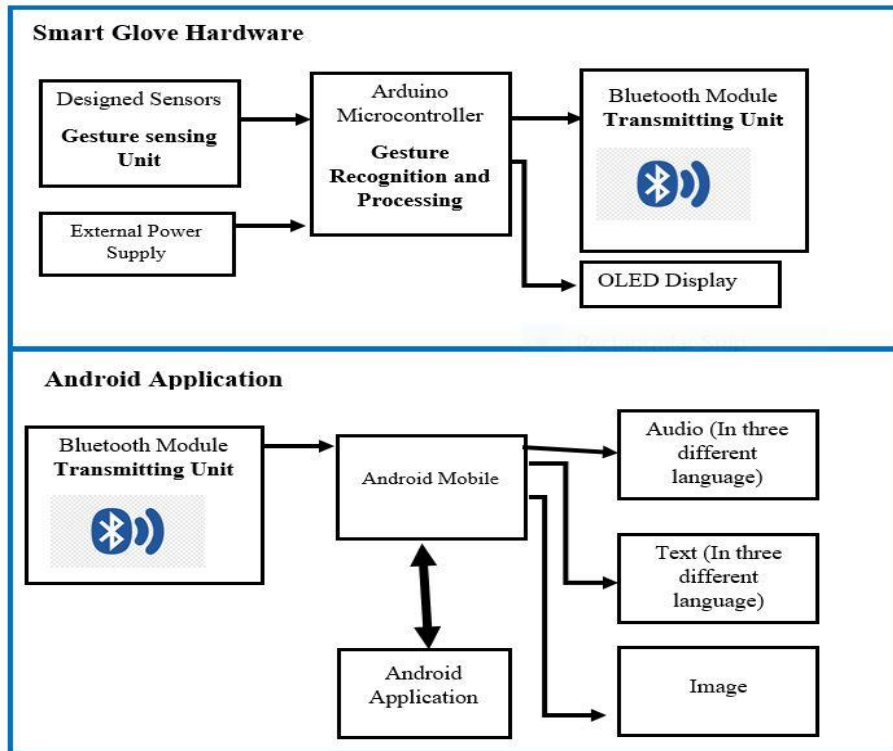 Smart Glove Hardware
Designed Sensors
Gesture sensing
Unit
External Power
Supply
Arduino
Microcontroller
Gesture
Recognition and
Processing
Bluetooth Module
Transmitting Unit
OLED Display
Android Application
Bluetooth Module
Transmitting Unit
Android Mobile
Android
Application
Audio (In three
different
language)
Text (In three
different
language)
Image